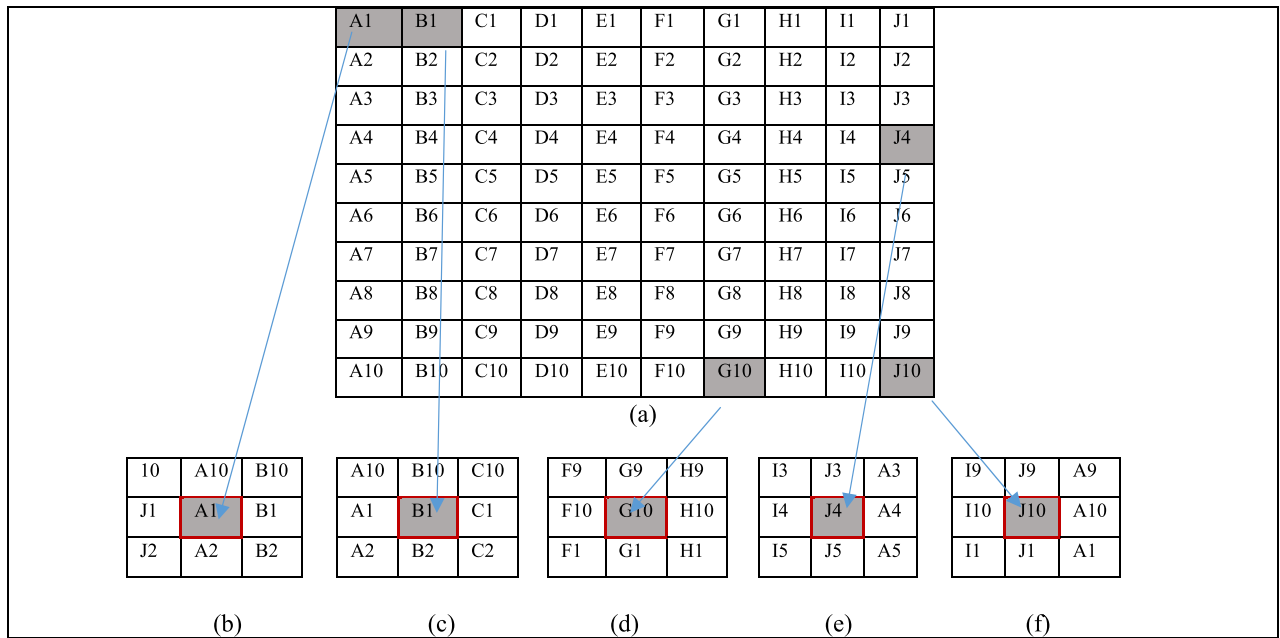 A1 B1 C1 D1 E1 F1 G1 H1 I1 J1
A2 B2 C2 D2 E2 F2 G2 H2 I2 J2
A3 B3 C3 D3 E3 F3 G3 H3 I3 J3
A4 B4 C4 D4 E4 F4 G4 H4 I4 J4
A5 B5 C5 D5 E5 F5 G5 H5 I5 J5
A6 B6 C6 D6 E6 F6 G6 H6 I6 J6
A7 B7 C7 D7 E7 F7 G7 H7 I7 J7
A8 B8 C8 D8 E8 F8 G8 H8 I8 J8
A9 B9 C9 D9 E9 F9 G9 H9 I9 J9
A10 B10 C10 D10 E10 F10 G10 H10 I10 J10
(a)
10 A10 B10 A10 B10 C10 F9 G9 H9 I3 J3 A3 I9 J9 A9
J1 A1 B1 A1 B1 C1 F10 G10 H10 I4 J4 A4 I10 J10 A10
J2 A2 B2 A2 B2 C2 F1 G1 H1 I5 J5 A5 I1 J1 A1
(b) (c) (d) (e) (f)